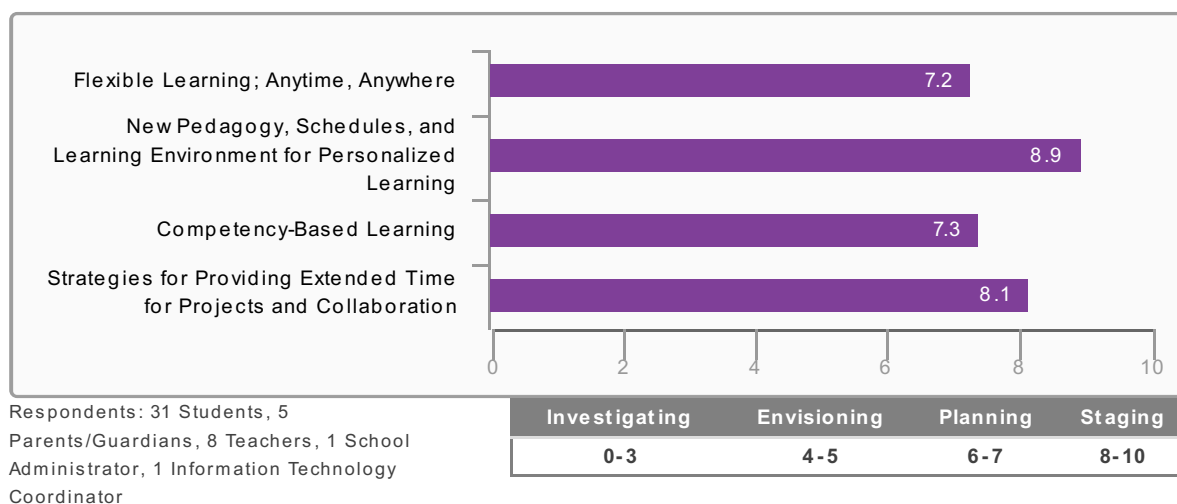 Flexible Learning; Anytime, Anywhere
7.2
New Pedagogy, Schedules, and
Learning Environment for Personalized
Learning
8.9
Competency-Based Learning
7.3
Strategies for Providing Extended Time
for Projects and Collaboration
8.1
0 2 4 6 8 10
Respondents: 31 Students, 5
Parents/Guardians, 8 Teachers, 1 School
Administrator, 1 Information Technology
Coordinator
Investigating Envisioning Planning Staging
0-3 4-5 6-7 8-10